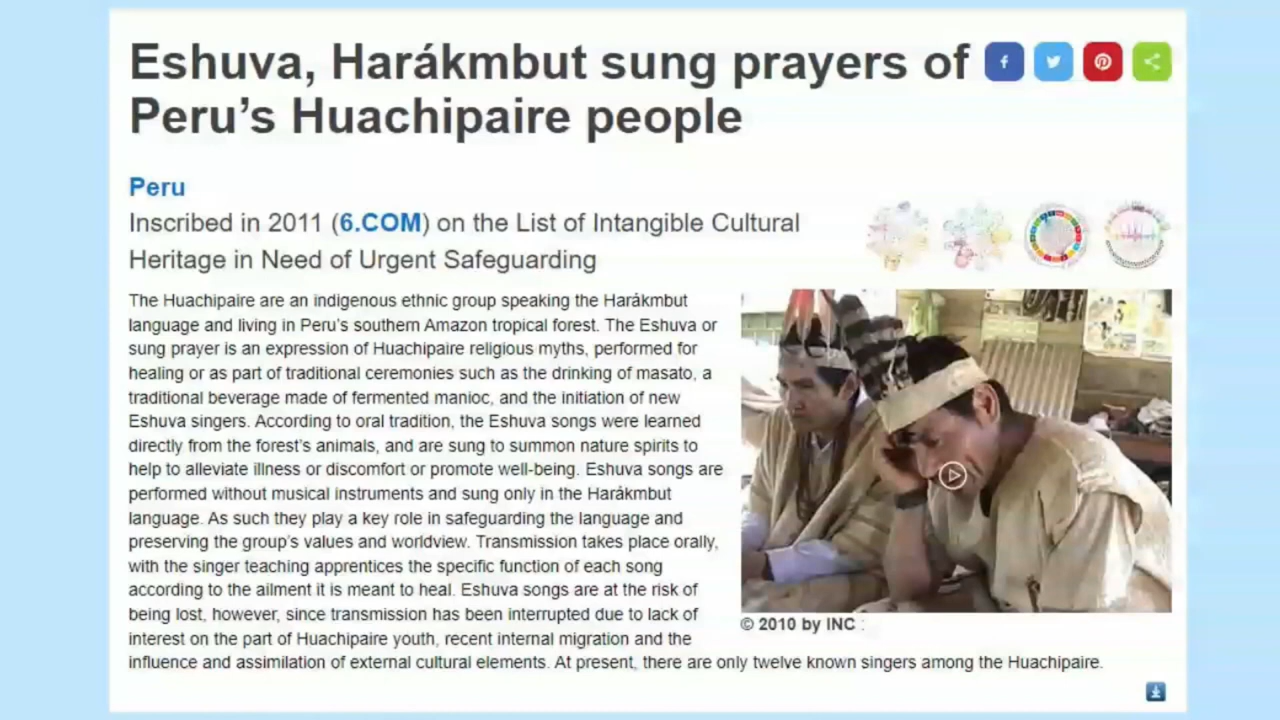 Eshuva, Harákmbut sung prayers of
Peru’s Huachipaire people
Peru
Inscribed in 2011 (6.COM) on the List of Intangible Cultural
Heritage in Need of Urgent Safeguarding
The Huachipaire are an indigenous ethnic group speaking the Harákmbut
language and living in Peru’s southern Amazon tropical forest. The Eshuva or
sung prayer is an expression of Huachipaire religious myths, performed for
healing or as part of traditional ceremonies such as the drinking of masato, a
traditional beverage made of fermented manioc, and the initiation of new
Eshuva singers. According to oral tradition, the Eshuva songs were learned
directly from the forest’s animals, and are sung to summon nature spirits to
help to alleviate illness or discomfort or promote well-being. Eshuva songs are
performed without musical instruments and sung only in the Harákmbut
language. As such they play a key role in safeguarding the language and
preserving the group’s values and worldview. Transmission takes place orally,
with the singer teaching apprentices the specific function of each song
according to the ailment it is meant to heal. Eshuva songs are at the risk of
being lost, however, since transmission has been interrupted due to lack of
interest on the part of Huachipaire youth, recent internal migration and the
influence and assimilation of external cultural elements. At present, there are only twelve known singers among the Huachipaire.
© 2010 by INC :